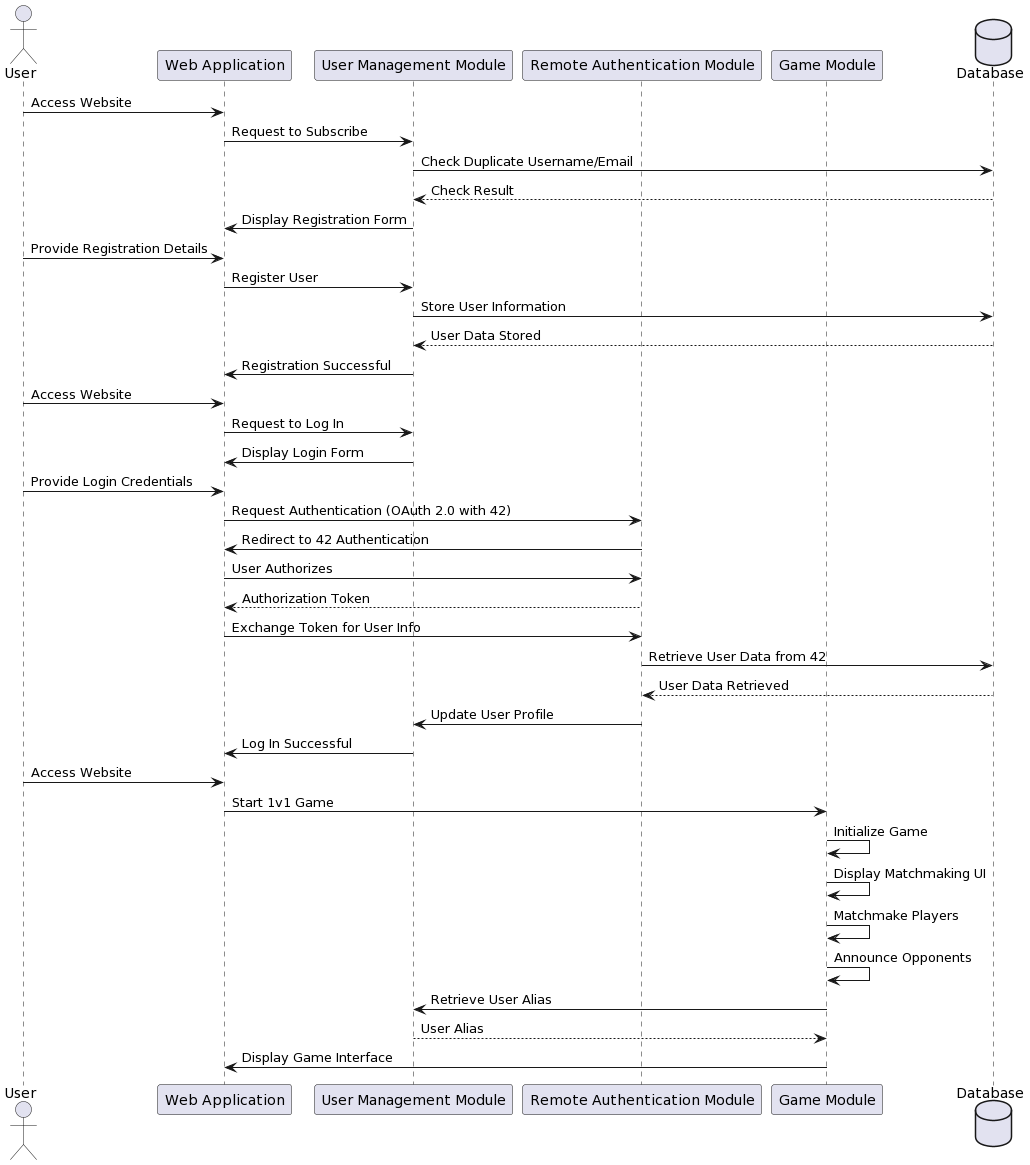 User
Web Application
User Management Module
Remote Authentication Module
Game Module
Database
Access Website
Request to Subscribe
Check Duplicate Username/Email
Check Result
Display Registration Form
Provide Registration Details
Register User
Store User Information
User Data Stored
Registration Successful
Access Website
Request to Log In
Display Login Form
Provide Login Credentials
Request Authentication (OAuth 2.0 with 42)
Redirect to 42 Authentication
User Authorizes
Authorization Token
Exchange Token for User Info
Retrieve User Data from 42
User Data Retrieved
Update User Profile
Log In Successful
Access Website
Start 1v1 Game
Initialize Game
Display Matchmaking UI
Matchmake Players
Announce Opponents
Retrieve User Alias
User Alias
Display Game Interface
User
Web Application
User Management Module
Remote Authentication Module
Game Module
Database